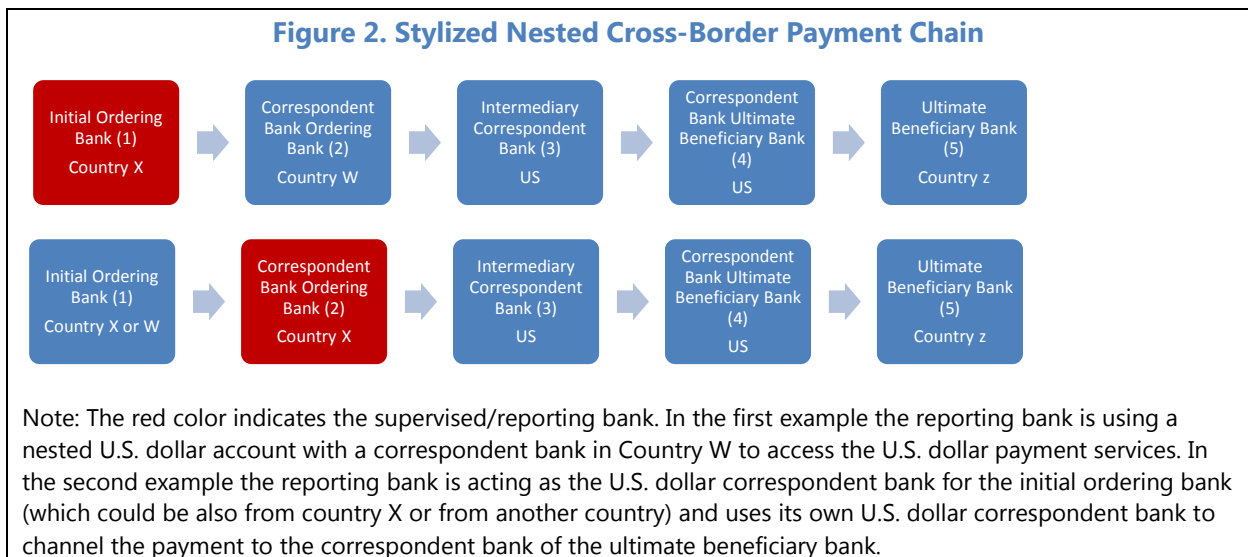 Figure 2. Stylized Nested Cross-Border Payment Chain
Initial Ordering
Bank (1)
Country X
Correspondent
Bank Ordering
Bank (2)
Country W
Intermediary
Correspondent
Bank (3)
US
Correspondent
Bank Ultimate
Beneficiary Bank
(4)
US
Ultimate
Beneficiary Bank
(5)
Country z
Initial Ordering
Bank (1)
Country X or W
Correspondent
Bank Ordering
Bank (2)
Country X
Intermediary
Correspondent
Bank (3)
US
Correspondent
Bank Ultimate
Beneficiary Bank
(4)
US
Ultimate
Beneficiary Bank
(5)
Country z
Note: The red color indicates the supervised/reporting bank. In the first example the reporting bank is using a
nested U.S. dollar account with a correspondent bank in Country W to access the U.S. dollar payment services. In
the second example the reporting bank is acting as the U.S. dollar correspondent bank for the initial ordering bank
(which could be also from country X or from another country) and uses its own U.S. dollar correspondent bank to
channel the payment to the correspondent bank of the ultimate beneficiary bank.